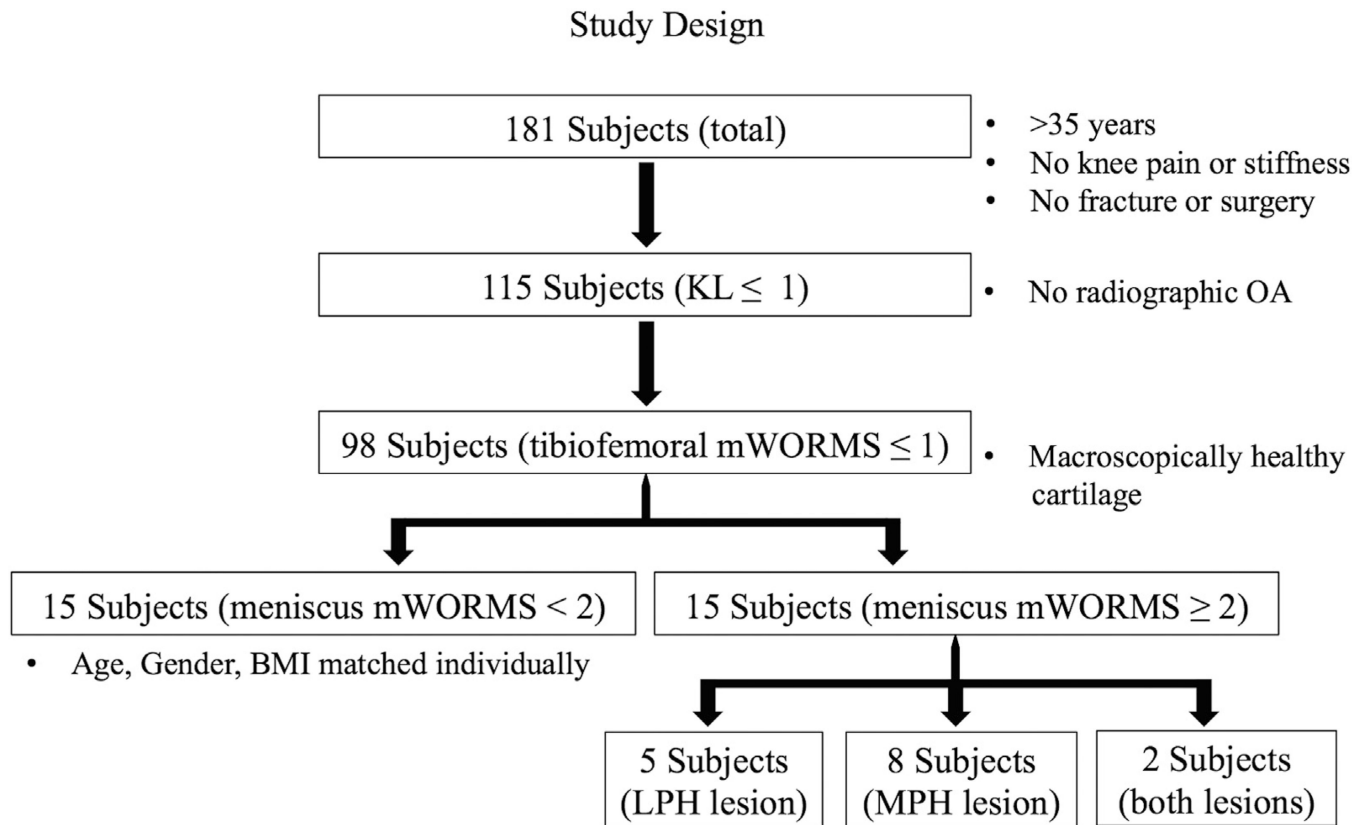 Study Design
181 Subjects (total)
• >35 years
• No knee pain or stiffness
• No fracture or surgery
115 Subjects (KL ≤ 1)
• No radiographic OA
98 Subjects (tibiofemoral mWORMS ≤ 1)
• Macroscopically healthy
cartilage
15 Subjects (meniscus mWORMS < 2)
15 Subjects (meniscus mWORMS ≥ 2)
• Age, Gender, BMI matched individually
5 Subjects
(LPH lesion)
8 Subjects
(MPH lesion)
2 Subjects
(both lesions)